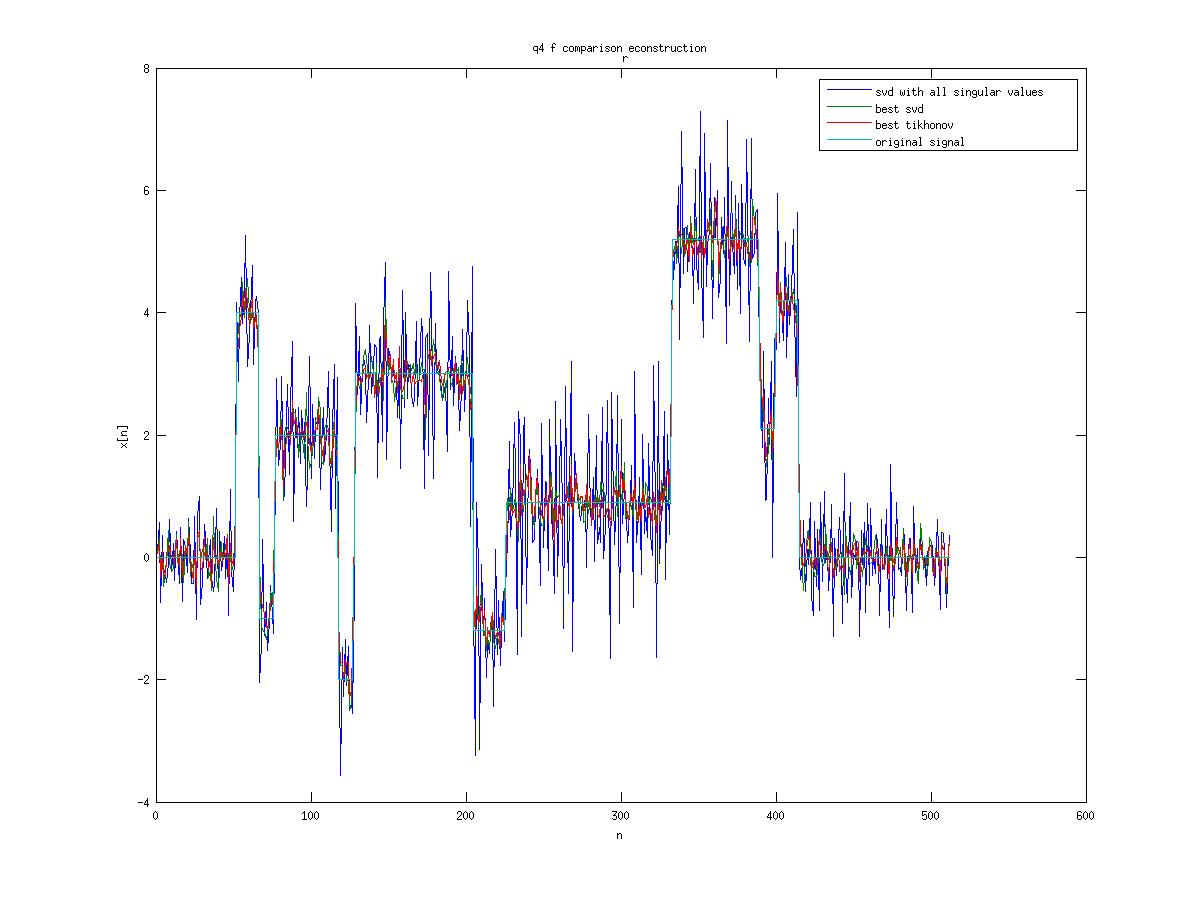 q4 f comparison econstruction
r
svd with all singular values
best svd
best tikhonov
original signal
8
6
4
2
0
-2
-4
x[n]
0 100 200 300 400 500 600
n